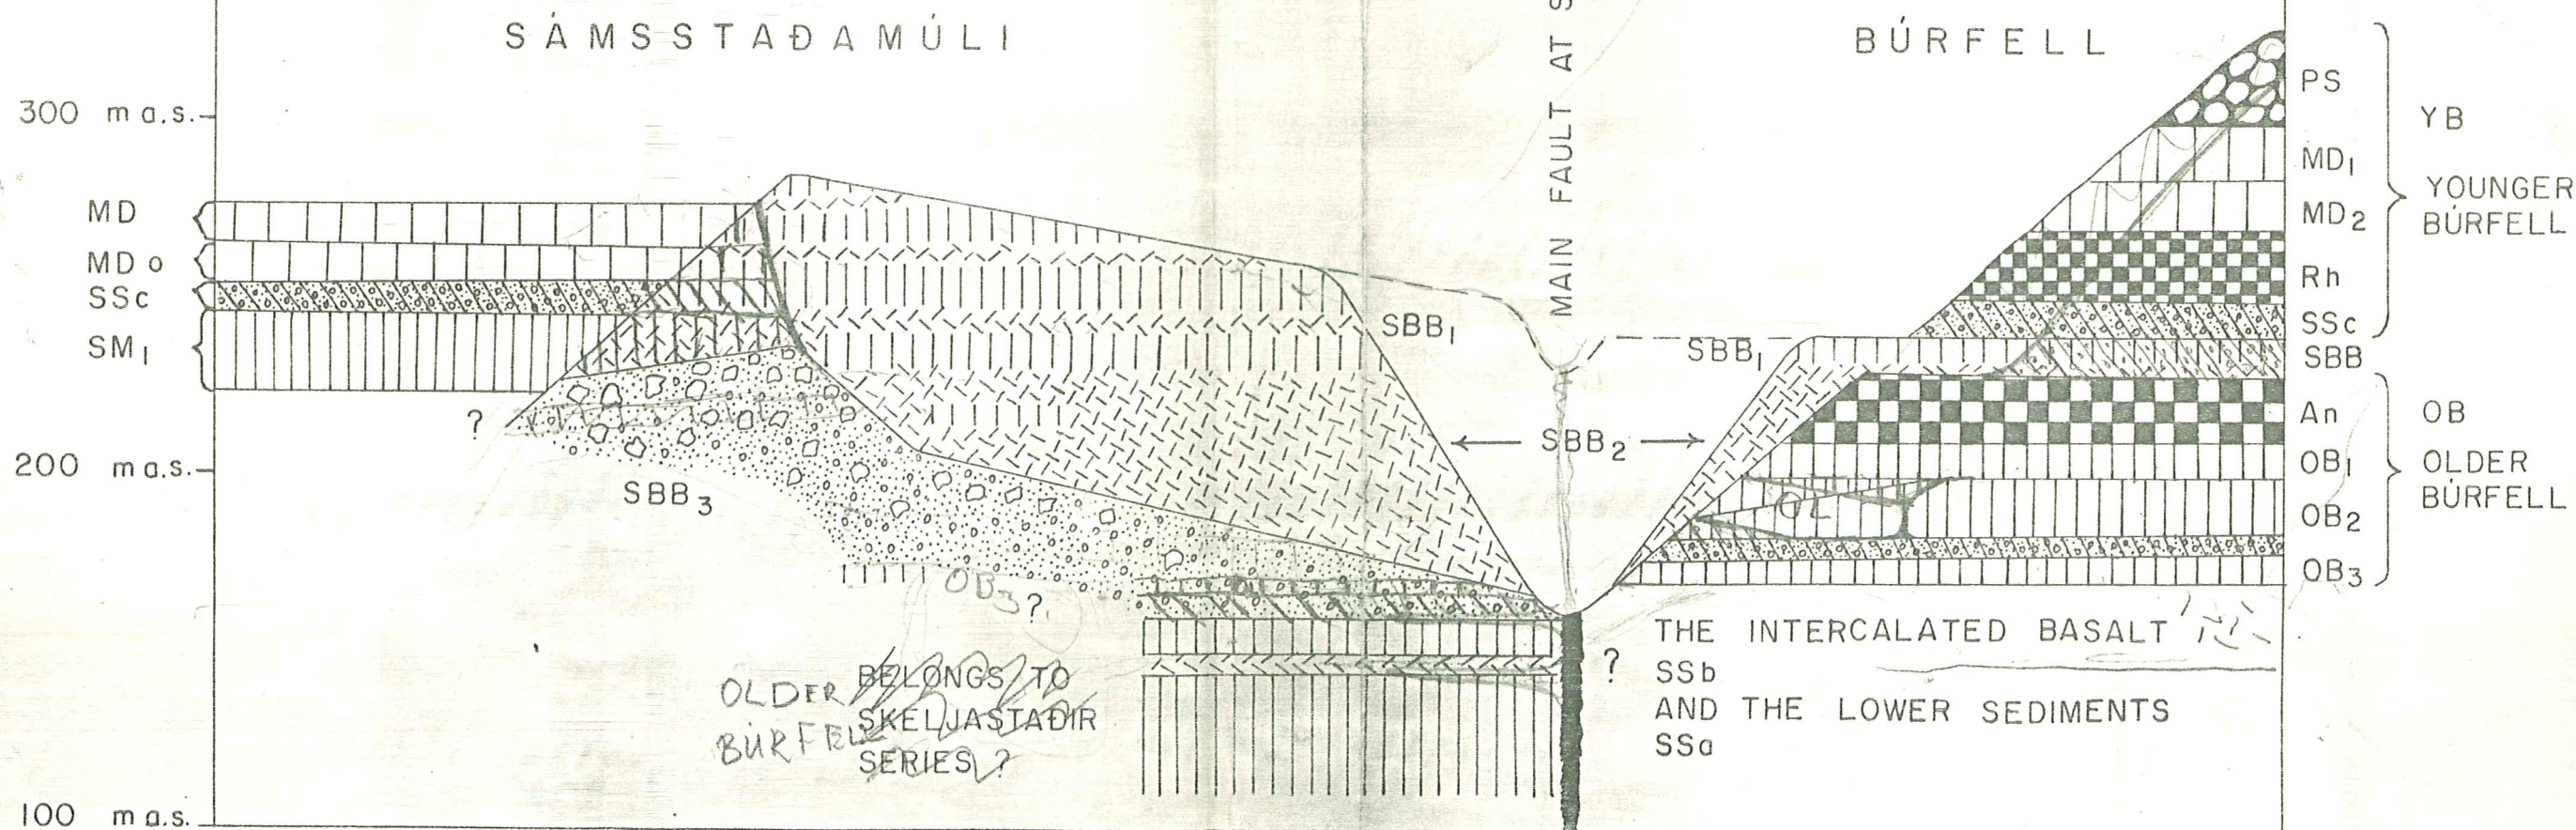 SÁMSSTAÐAMÚLI
MAIN FAULT AT S
BÚRFELL
300 m a.s.
200 m a.s.
100 m a.s.
MD
MDo
SSc
SM1
?
SBB3
OB3 ?
OLDER
BÚRFELL
BELONGS TO
SKELJASTAÐIR
SERIES ?
SBB1
← SBB2 →
SBB1
OL
?
THE INTERCALATED BASALT
SSb
AND THE LOWER SEDIMENTS
SSa
PS
MD1
MD2
Rh
SSc
SBB
An
OB1
OB2
OB3
YB
YOUNGER
BÚRFELL
OB
OLDER
BÚRFELL